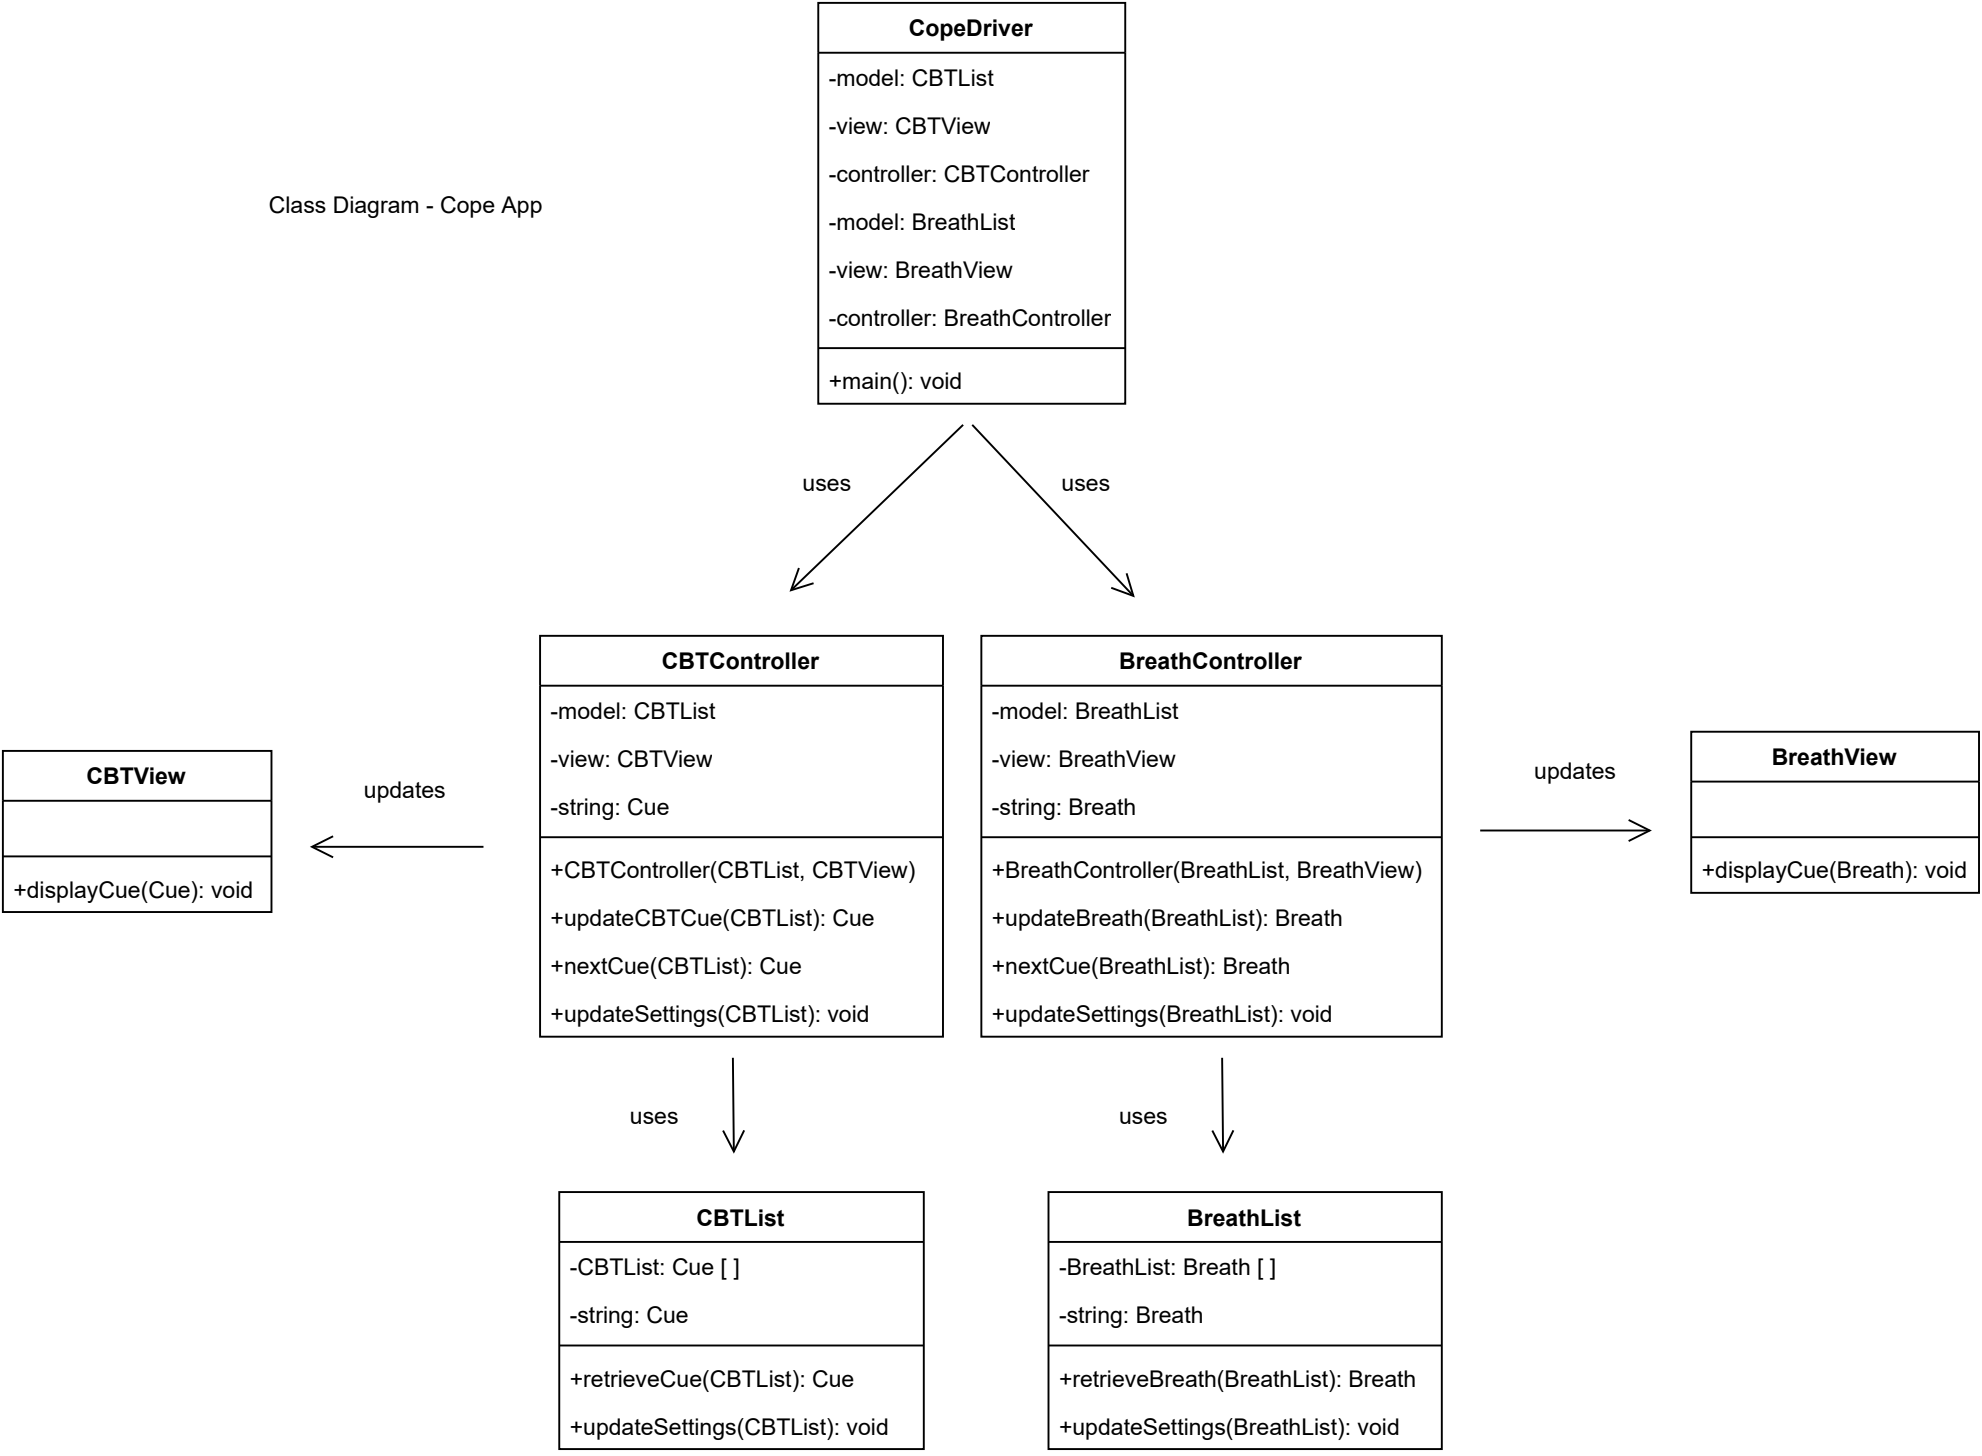 CopeDriver
-model: CBTList
-view: CBTView
-controller: CBTController
-model: BreathList
-view: BreathView
-controller: BreathController
+main(): void
Class Diagram - Cope App
uses
uses
CBTController
-model: CBTList
-view: CBTView
-string: Cue
+CBTController(CBTList, CBTView)
+updateCBTCue(CBTList): Cue
+nextCue(CBTList): Cue
+updateSettings(CBTList): void
BreathController
-model: BreathList
-view: BreathView
-string: Breath
+BreathController(BreathList, BreathView)
+updateBreath(BreathList): Breath
+nextCue(BreathList): Breath
+updateSettings(BreathList): void
CBTView
+displayCue(Cue): void
updates
updates
BreathView
+displayCue(Breath): void
uses
uses
CBTList
-CBTList: Cue [ ]
-string: Cue
+retrieveCue(CBTList): Cue
+updateSettings(CBTList): void
BreathList
-BreathList: Breath [ ]
-string: Breath
+retrieveBreath(BreathList): Breath
+updateSettings(BreathList): void